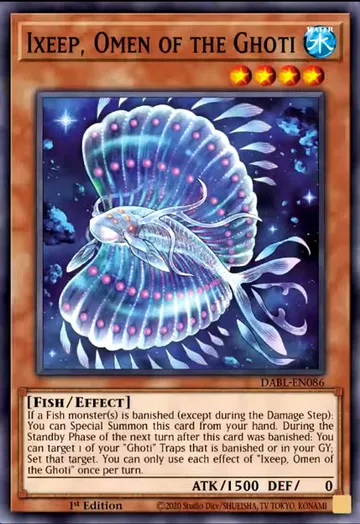 Ixeep, Omen of the Ghoti
WATER
水
DABL-EN086
[Fish/Effect]
If a Fish monster(s) is banished (except during the Damage Step):
You can Special Summon this card from your hand. During the
Standby Phase of the next turn after this card was banished: You
can target 1 of your "Ghoti" Traps that is banished or in your GY;
Set that target. You can only use each effect of "Ixeep, Omen of
the Ghoti" once per turn.
ATK/1500 DEF/ 0
1st Edition
©2020 Studio Dice/SHUEISHA, TV TOKYO, KONAMI